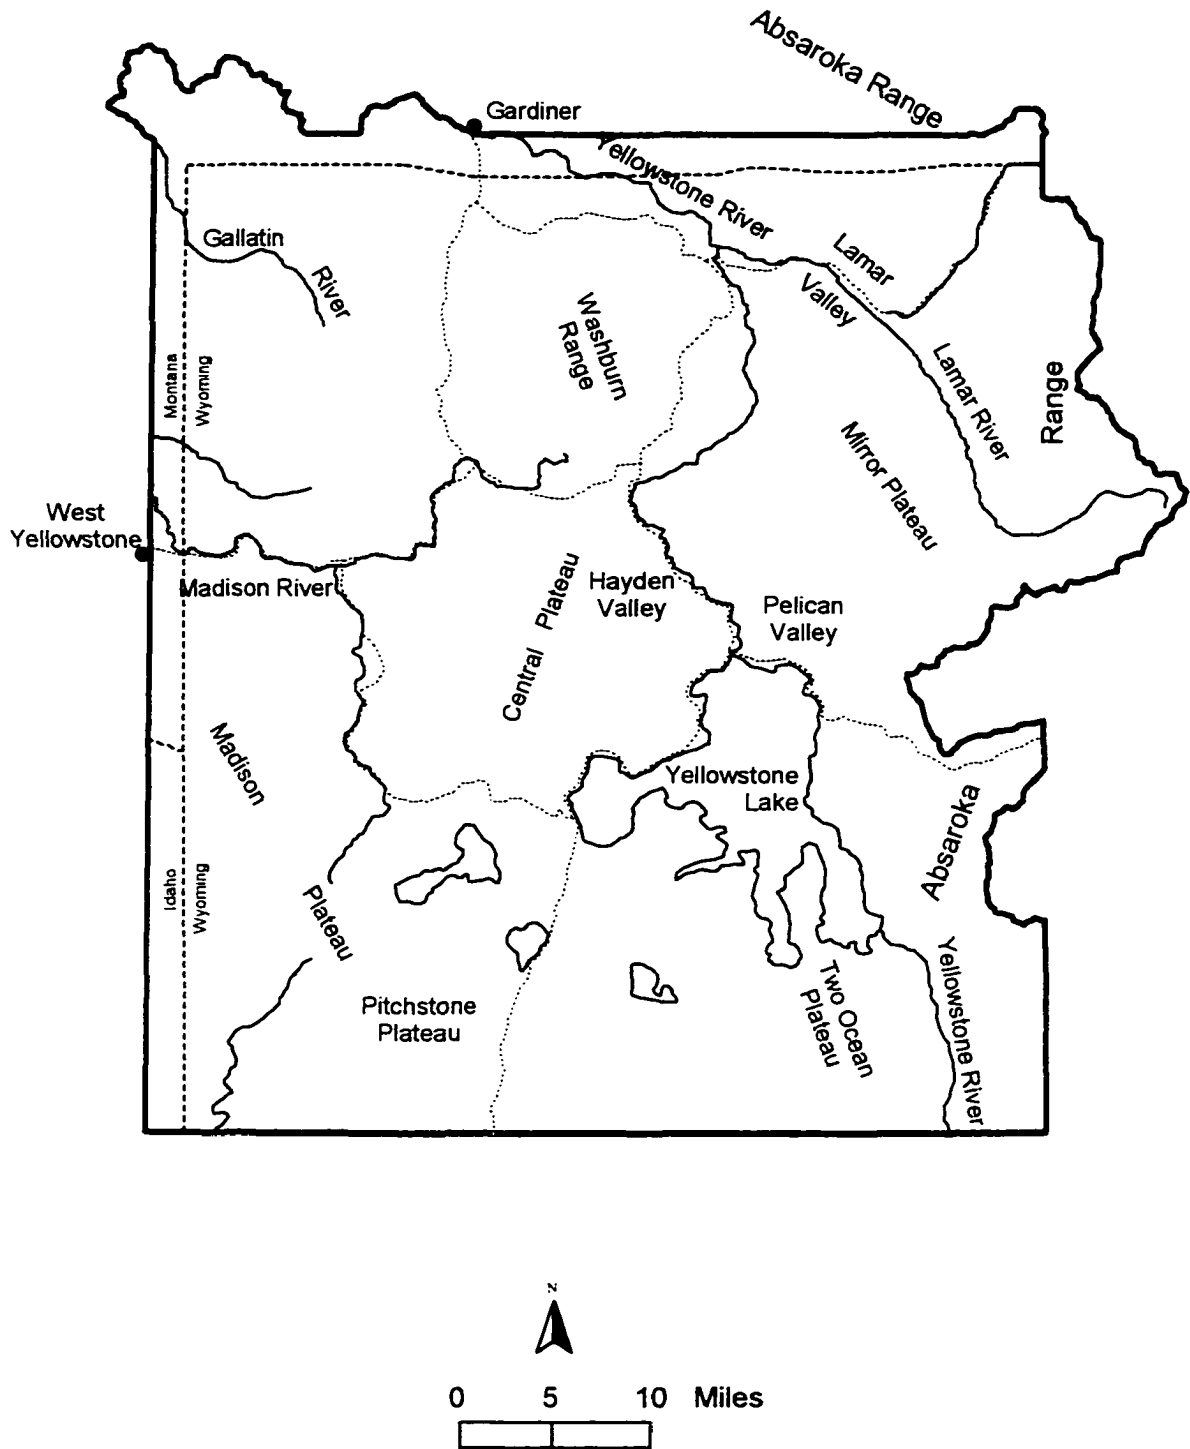 Absaroka Range
Gardiner
Yellowstone River
Gallatin
River
Lamar
Valley
Washburn
Range
Montana
Wyoming
Lamar River
Range
Mirror Plateau
West
Yellowstone
Madison River
Central Plateau
Hayden
Valley
Pelican
Valley
Madison
Plateau
Yellowstone
Lake
Absaroka
Idaho
Wyoming
Pitchstone
Plateau
Two Ocean
Plateau
Yellowstone River
N
0 5 10 Miles